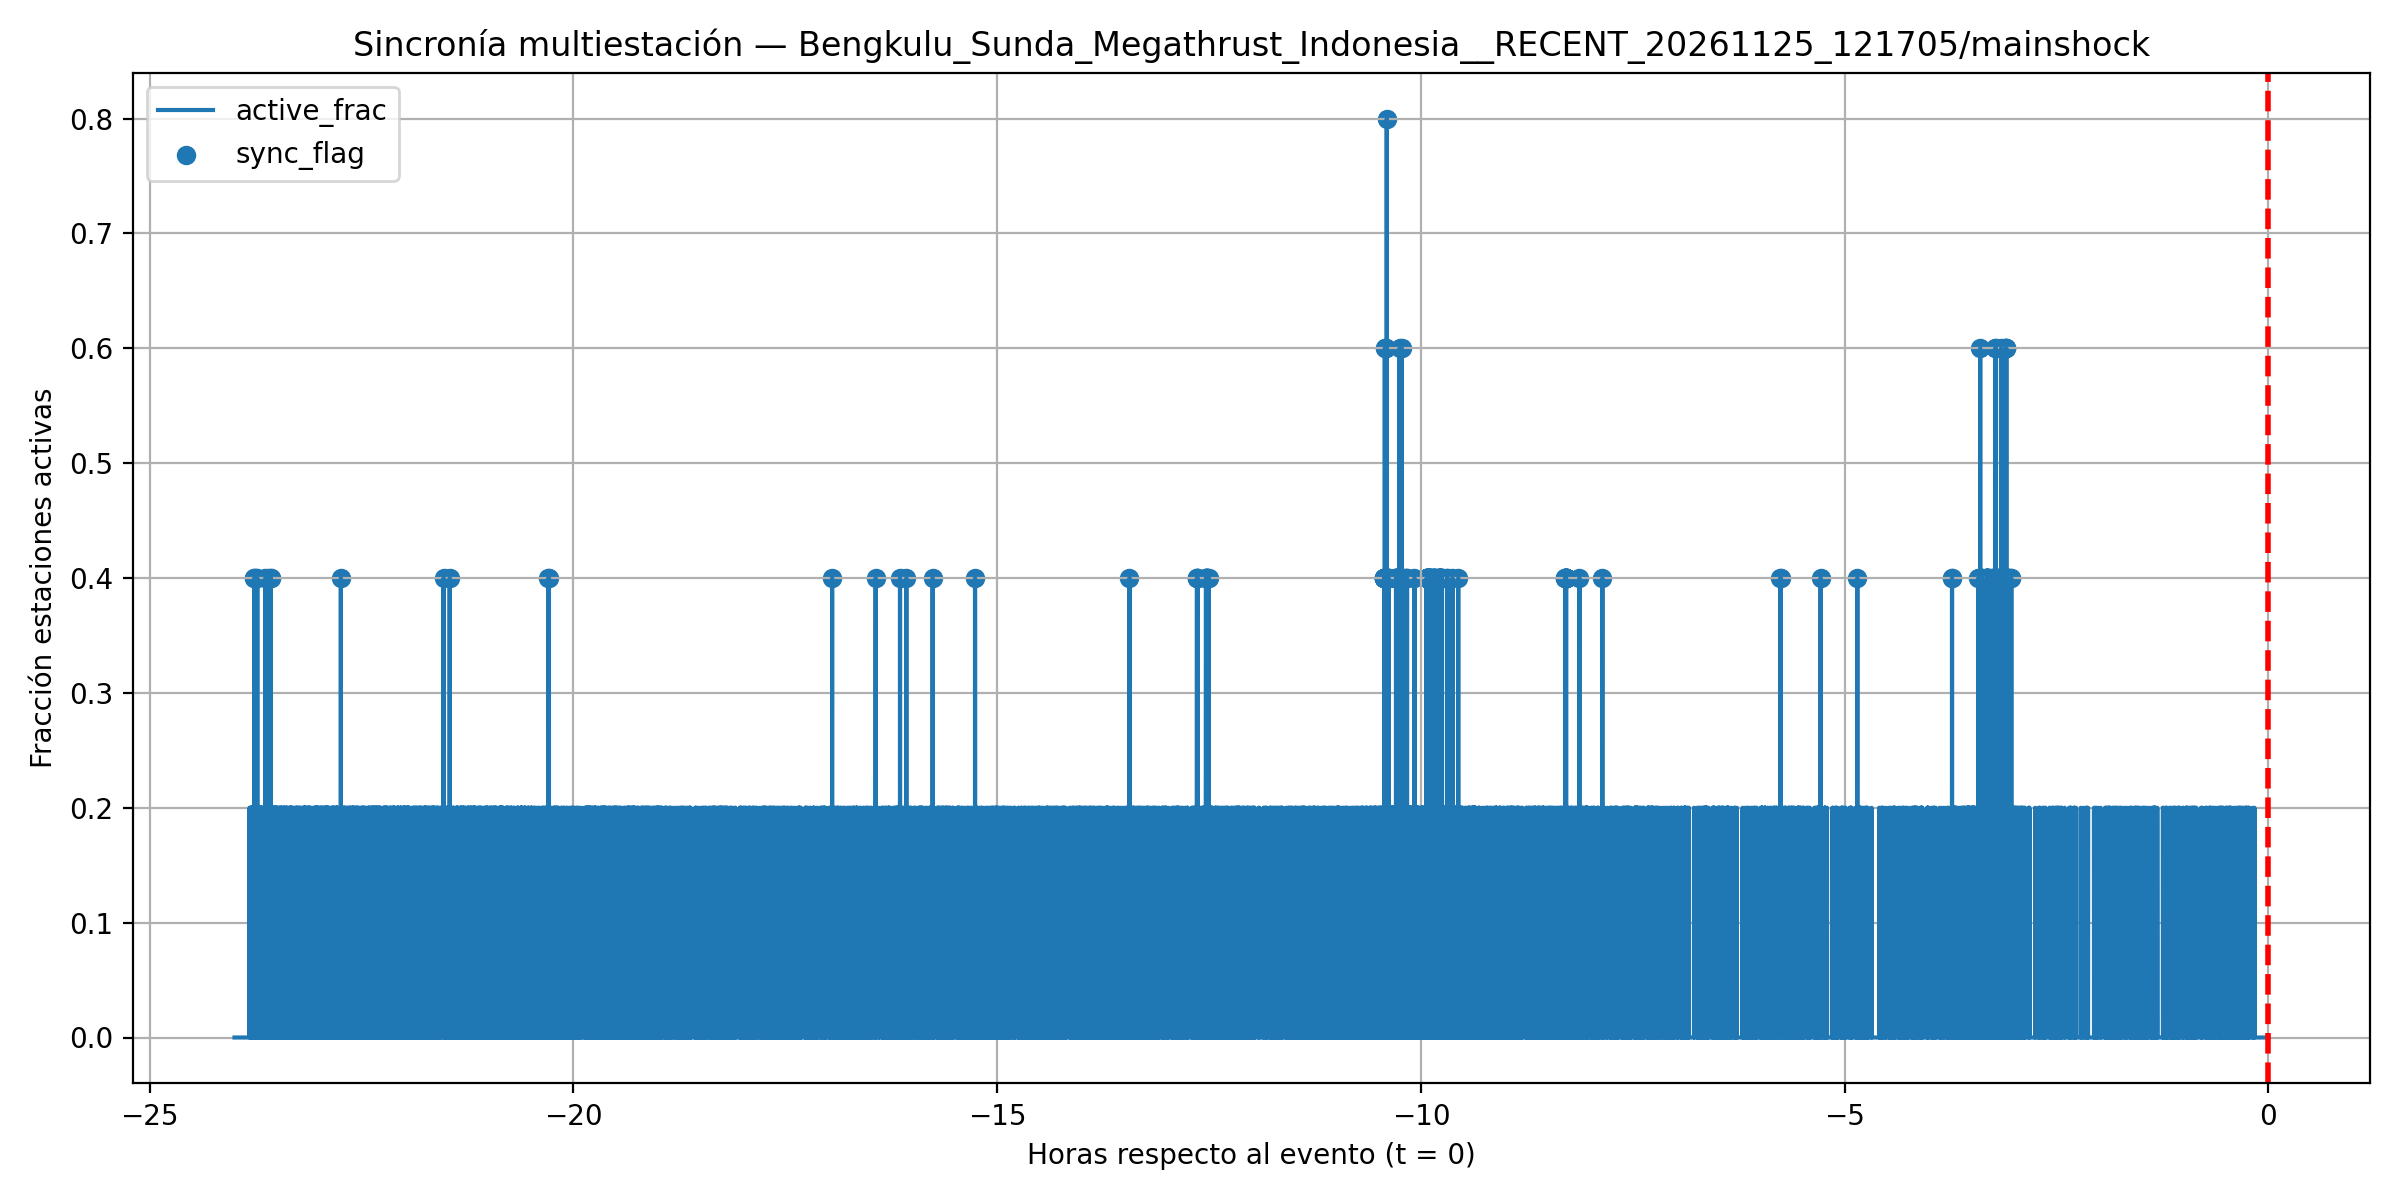 Sincronía multiestación — Bengkulu_Sunda_Megathrust_Indonesia__RECENT_20261125_121705/mainshock
active_frac
sync_flag
Fracción estaciones activas
0.8
0.7
0.6
0.5
0.4
0.3
0.2
0.1
0.0
−25 −20 −15 −10 −5 0
Horas respecto al evento (t = 0)